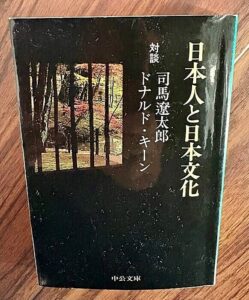 日本人と日本文化
対談
司馬遼太郎
ドナルド・キーン
中公文庫